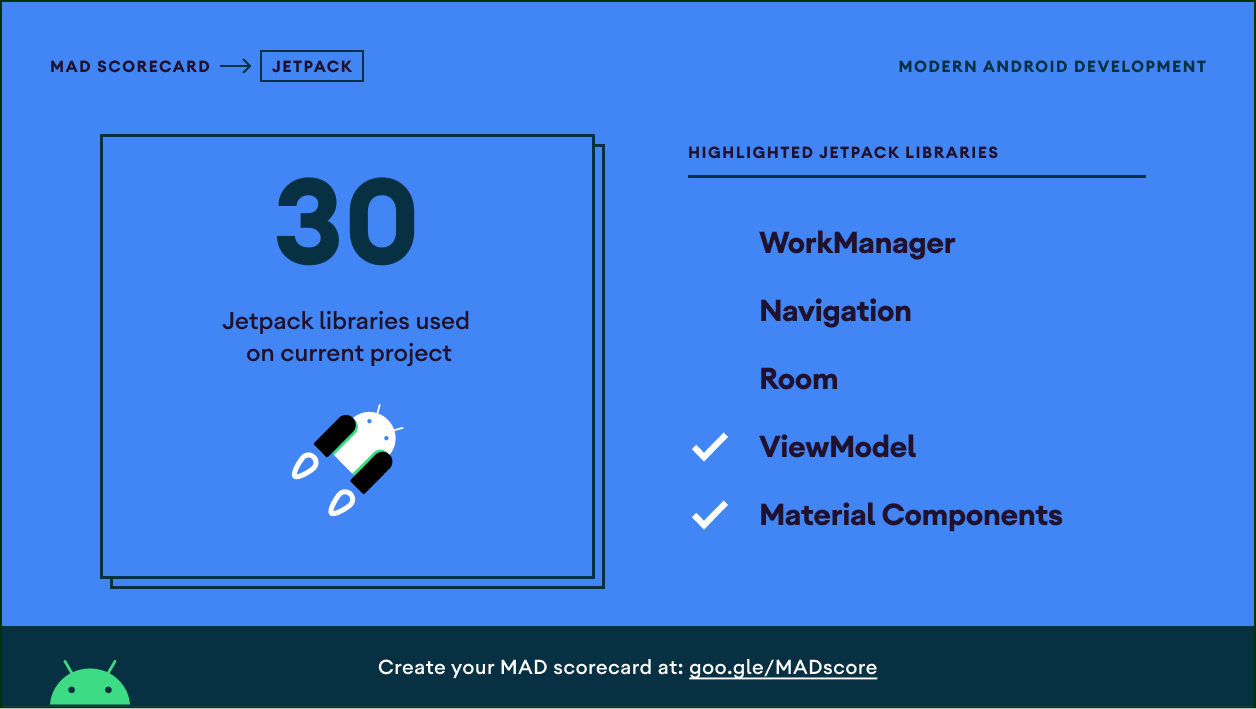 MAD SCORECARD → JETPACK
MODERN ANDROID DEVELOPMENT
30
Jetpack libraries used
on current project
HIGHLIGHTED JETPACK LIBRARIES
WorkManager
Navigation
Room
ViewModel
Material Components
Create your MAD scorecard at: goo.gle/MADscore